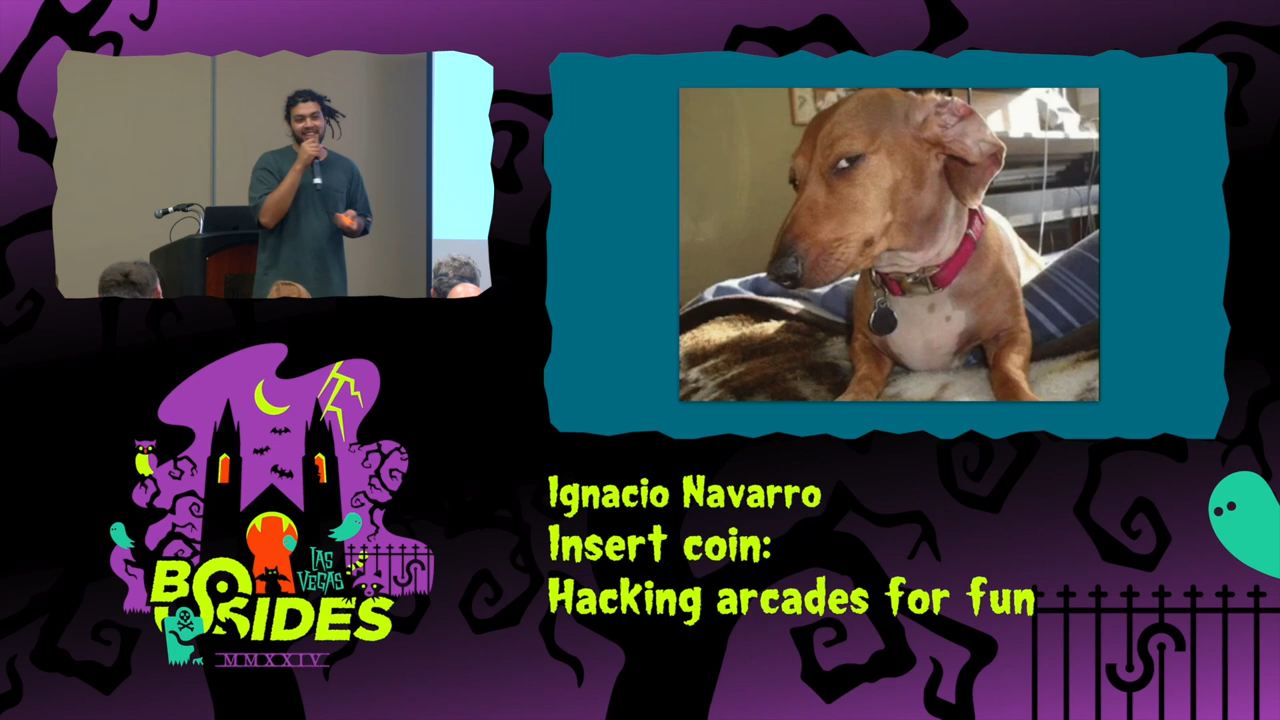 Ignacio Navarro
Insert coin:
Hacking arcades for fun
LAS
VEGAS
BSIDES
MMXXIV